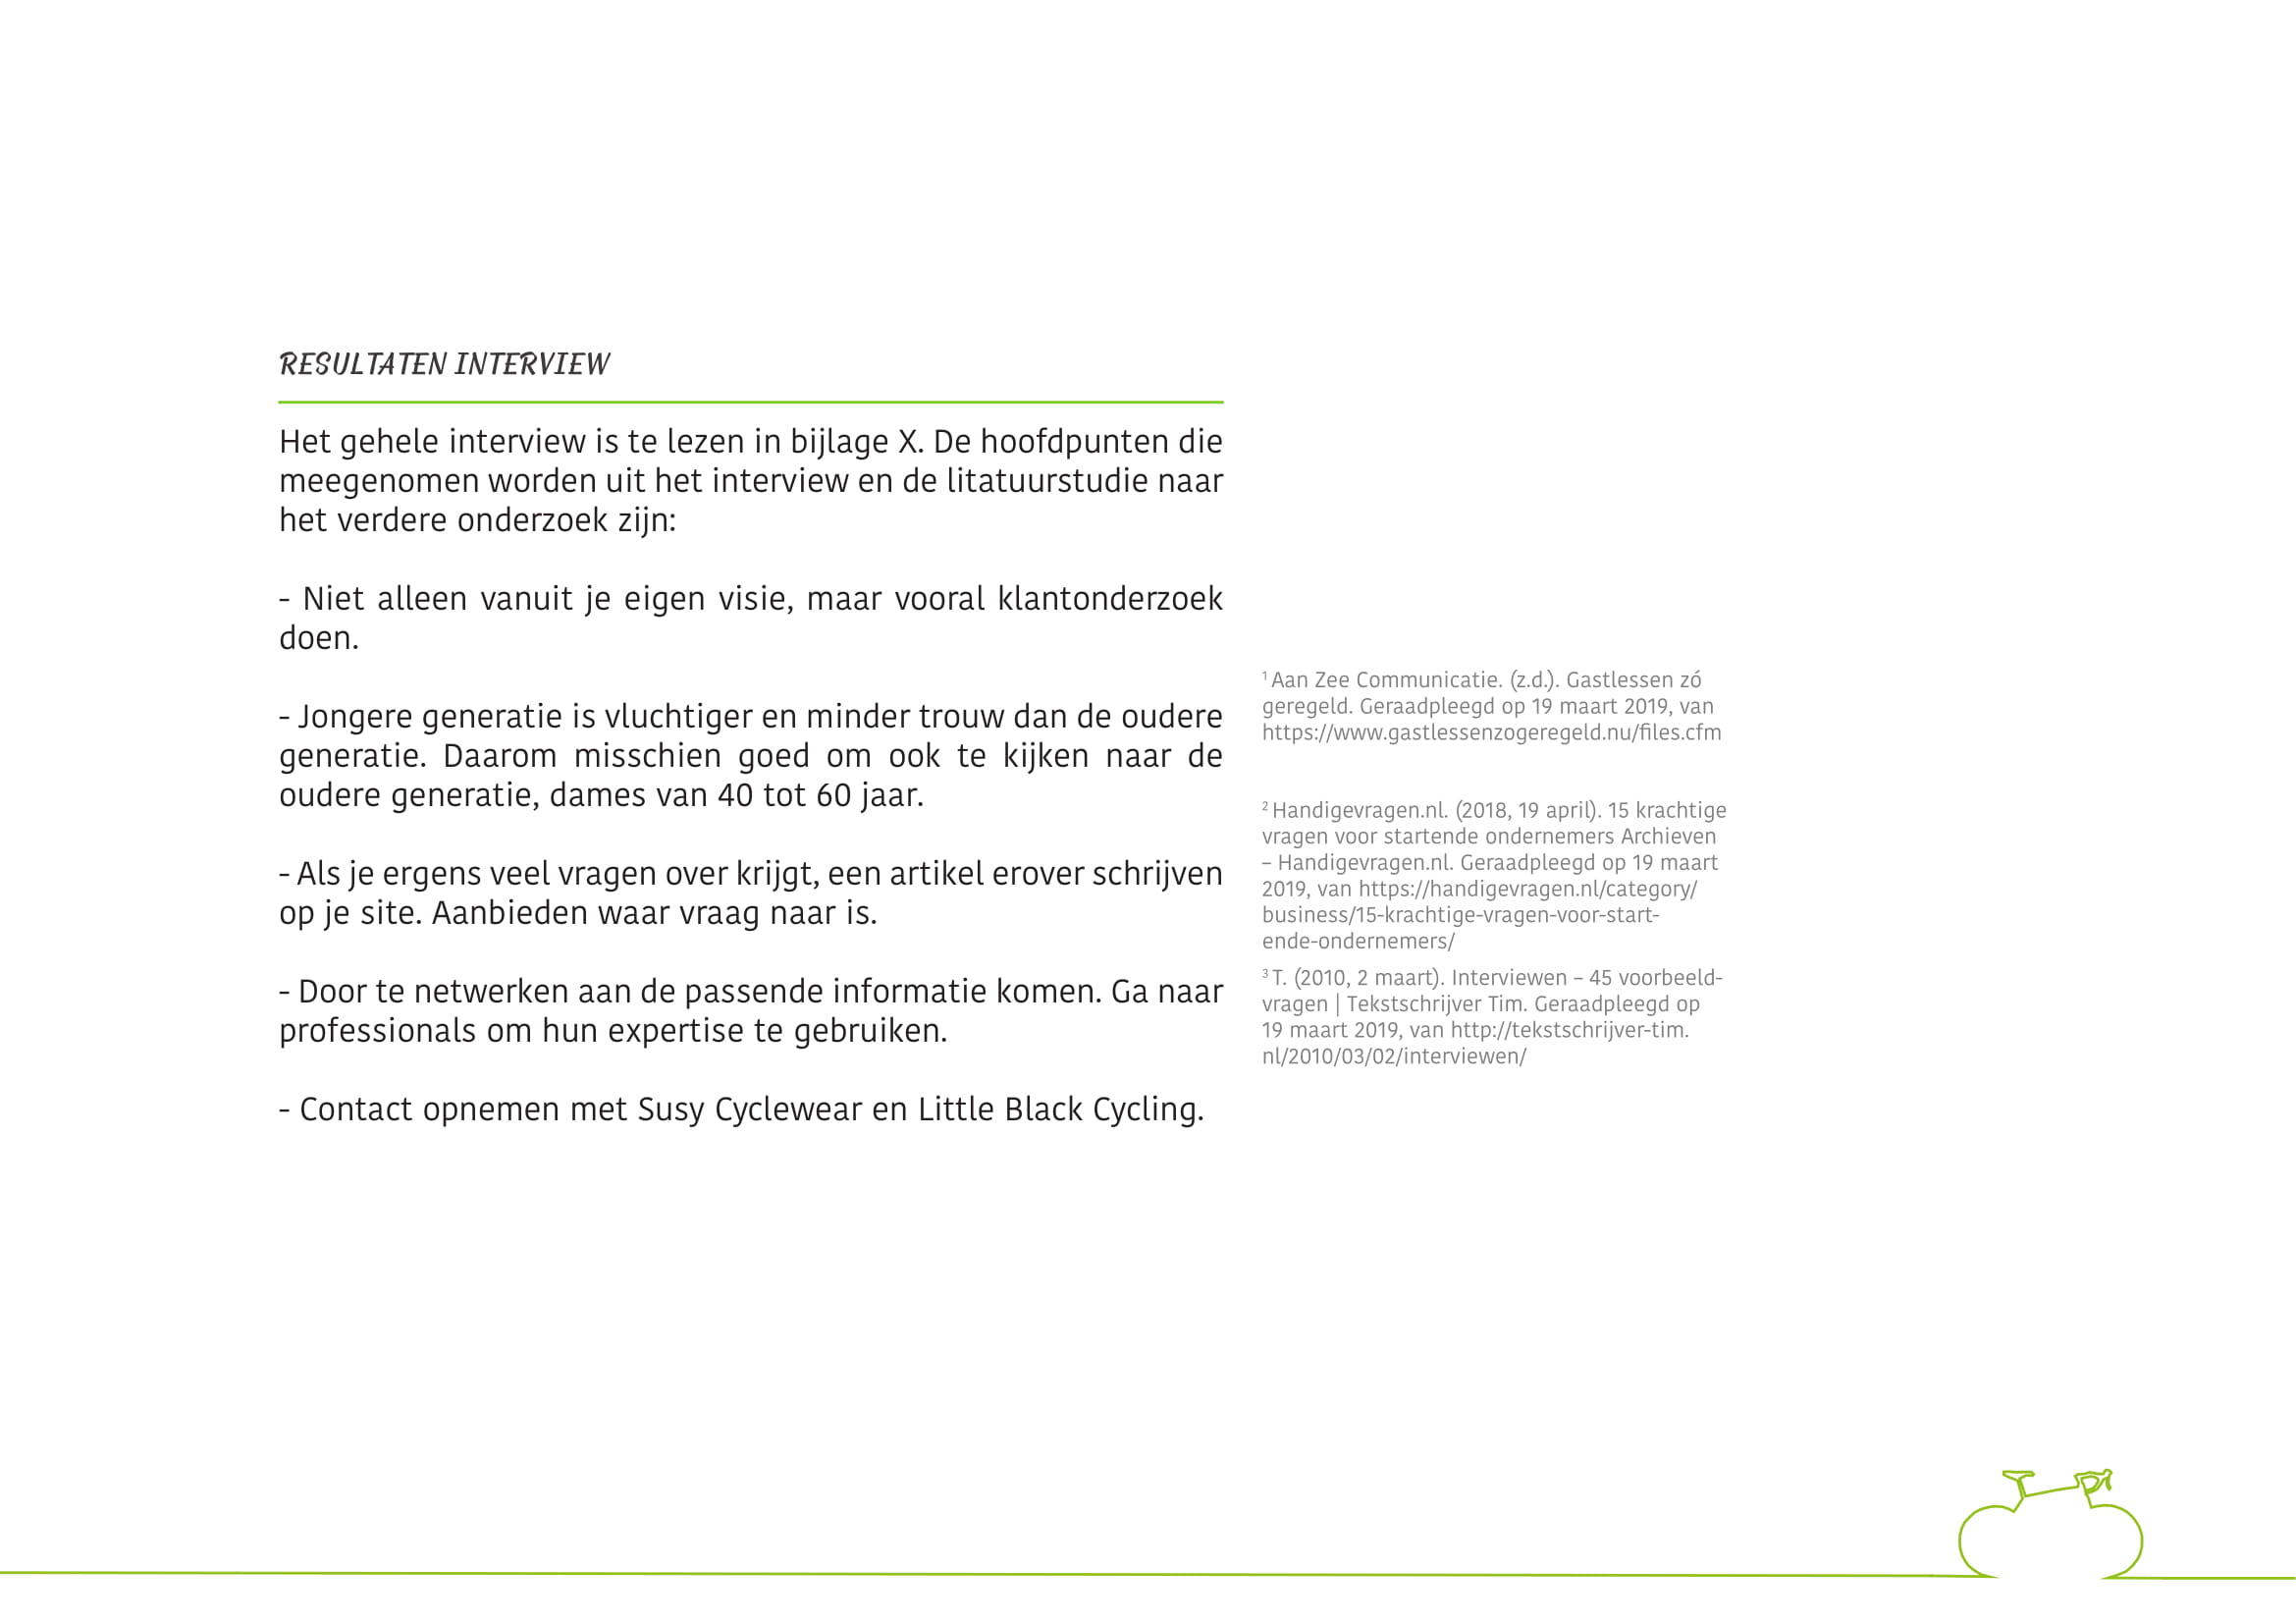 RESULTATEN INTERVIEW
Het gehele interview is te lezen in bijlage X. De hoofdpunten die
meegenomen worden uit het interview en de litatuurstudie naar
het verdere onderzoek zijn:
- Niet alleen vanuit je eigen visie, maar vooral klantonderzoek
doen.
- Jongere generatie is vluchtiger en minder trouw dan de oudere
generatie. Daarom misschien goed om ook te kijken naar de
oudere generatie, dames van 40 tot 60 jaar.
- Als je ergens veel vragen over krijgt, een artikel erover schrijven
op je site. Aanbieden waar vraag naar is.
- Door te netwerken aan de passende informatie komen. Ga naar
professionals om hun expertise te gebruiken.
- Contact opnemen met Susy Cyclewear en Little Black Cycling.
¹ Aan Zee Communicatie. (z.d.). Gastlessen zó
geregeld. Geraadpleegd op 19 maart 2019, van
https://www.gastlessenzogeregeld.nu/files.cfm
² Handigevragen.nl. (2018, 19 april). 15 krachtige
vragen voor startende ondernemers Archieven
– Handigevragen.nl. Geraadpleegd op 19 maart
2019, van https://handigevragen.nl/category/
business/15-krachtige-vragen-voor-start-
ende-ondernemers/
³ T. (2010, 2 maart). Interviewen – 45 voorbeeld-
vragen | Tekstschrijver Tim. Geraadpleegd op
19 maart 2019, van http://tekstschrijver-tim.
nl/2010/03/02/interviewen/